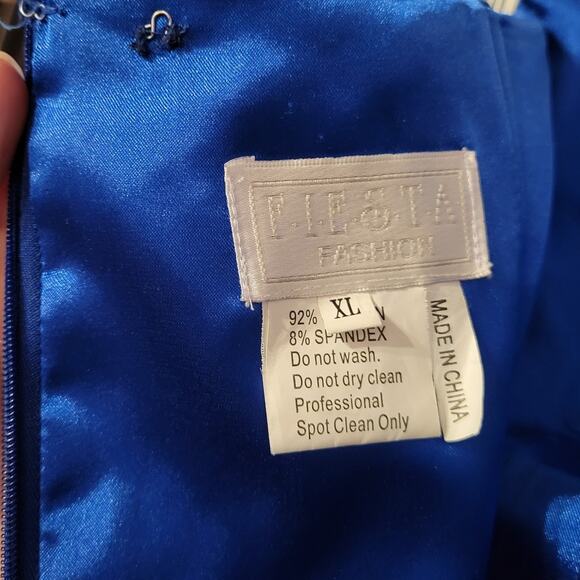 F.I.E.S.T.A
FASHION
XL
92% N
8% SPANDEX
Do not wash.
Do not dry clean
Professional
Spot Clean Only
MADE IN CHINA